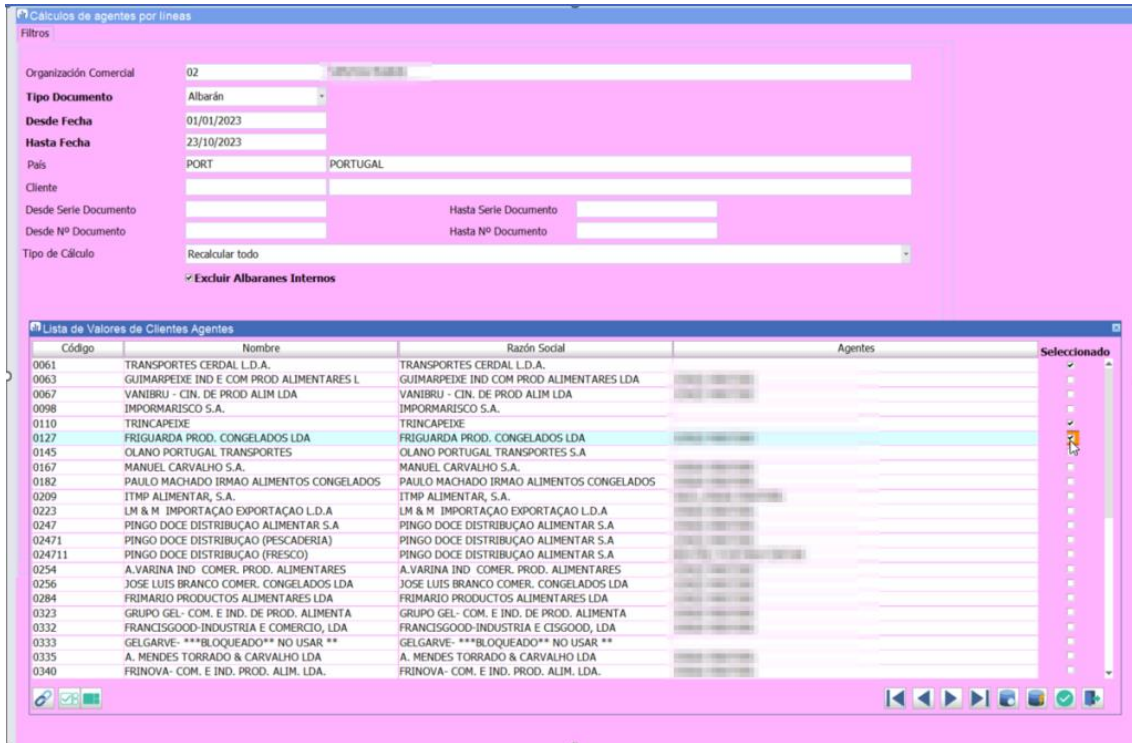 Cálculos de agentes por líneas
Filtros
Organización Comercial 02
Tipo Documento Albarán
Desde Fecha 01/01/2023
Hasta Fecha 23/10/2023
País PORT PORTUGAL
Cliente
Desde Serie Documento Hasta Serie Documento
Desde Nº Documento Hasta Nº Documento
Tipo de Cálculo Recalcular todo
Excluir Albaranes Internos
Lista de Valores de Clientes Agentes
Código Nombre Razón Social Agentes Seleccionado
0061 TRANSPORTES CERDAL L.D.A. TRANSPORTES CERDAL L.D.A.
0063 GUIMARPEIXE IND E COM PROD ALIMENTARES L GUIMARPEIXE IND COM PROD ALIMENTARES LDA
0067 VANIBRU - CIN. DE PROD ALIM LDA VANIBRU - CIN. DE PROD ALIM LDA
0098 IMPORMARISCO S.A. IMPORMARISCO S.A.
0110 TRINCAPEIXE TRINCAPEIXE
0127 FRIGUARDA PROD. CONGELADOS LDA FRIGUARDA PROD. CONGELADOS LDA
0145 OLANO PORTUGAL TRANSPORTES OLANO PORTUGAL TRANSPORTES S.A
0167 MANUEL CARVALHO S.A. MANUEL CARVALHO S.A.
0182 PAULO MACHADO IRMAO ALIMENTOS CONGELADOS PAULO MACHADO IRMAO ALIMENTOS CONGELADOS
0209 ITMP ALIMENTAR, S.A. ITMP ALIMENTAR, S.A.
0223 LM & M IMPORTAÇAO EXPORTAÇAO L.D.A LM & M IMPORTAÇAO EXPORTAÇAO L.D.A
0247 PINGO DOCE DISTRIBUÇAO ALIMENTAR S.A PINGO DOCE DISTRIBUÇAO ALIMENTAR S.A
02471 PINGO DOCE DISTRIBUÇAO (PESCADERIA) PINGO DOCE DISTRIBUÇAO ALIMENTAR S.A
024711 PINGO DOCE DISTRIBUÇAO (FRESCO) PINGO DOCE DISTRIBUÇAO ALIMENTAR S.A
0254 A.VARINA IND COMER. PROD. ALIMENTARES A.VARINA IND COMER. PROD. ALIMENTARES
0256 JOSE LUIS BRANCO COMER. CONGELADOS LDA JOSE LUIS BRANCO COMER. CONGELADOS LDA
0284 FRIMARIO PRODUCTOS ALIMENTARES LDA FRIMARIO PRODUCTOS ALIMENTARES LDA
0323 GRUPO GEL- COM. E IND. DE PROD. ALIMENTA GRUPO GEL- COM. E IND. DE PROD. ALIMENTA
0332 FRANCISGOOD-INDUSTRIA E COMERCIO, LDA FRANCISGOOD-INDUSTRIA E CISGOOD, LDA
0333 GELGARVE- ***BLOQUEADO** NO USAR ** GELGARVE- ***BLOQUEADO** NO USAR **
0335 A. MENDES TORRADO & CARVALHO LDA A. MENDES TORRADO & CARVALHO LDA
0340 FRINOVA- COM. E IND. PROD. ALIM. LDA. FRINOVA- COM. E IND. PROD. ALIM. LDA.